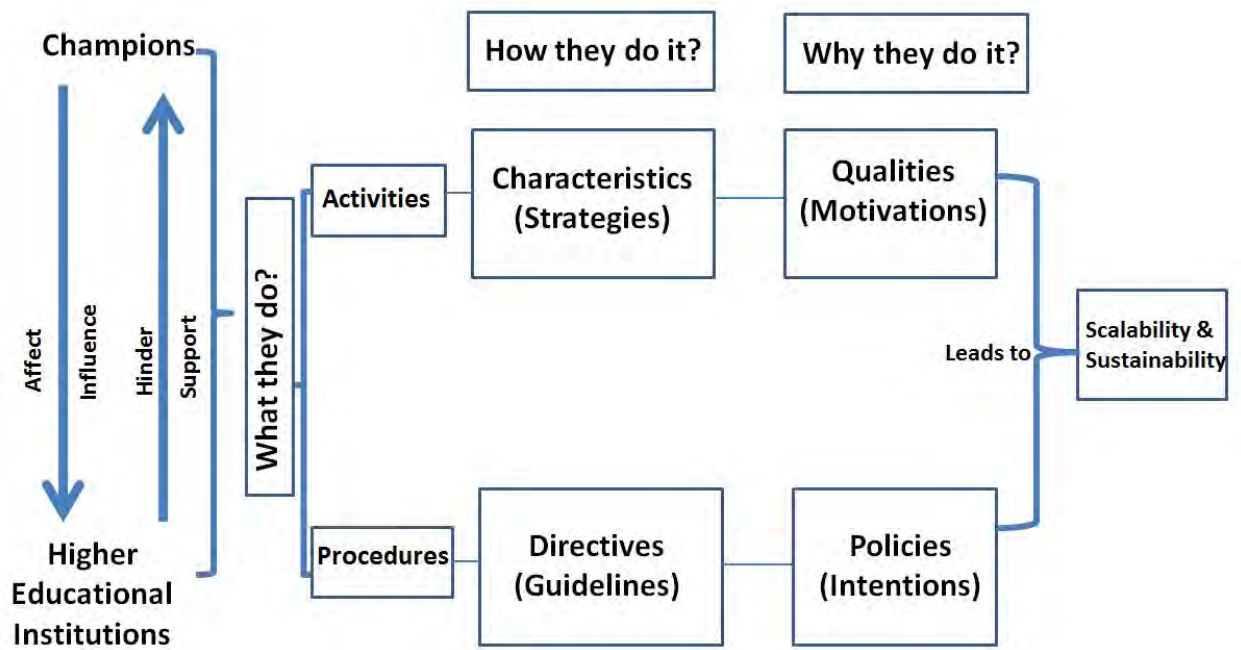 Champions
How they do it?
Why they do it?
Affect
Influence
Hinder
Support
What they do?
Activities
Characteristics
(Strategies)
Qualities
(Motivations)
Leads to
Scalability &
Sustainability
Procedures
Directives
(Guidelines)
Policies
(Intentions)
Higher
Educational
Institutions